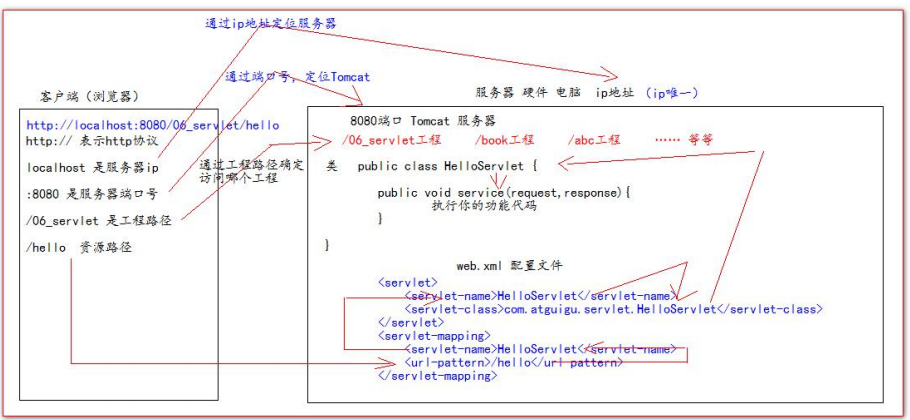 通过ip地址定位服务器
通过端口号，定位Tomcat
客户端（浏览器）
http://localhost:8080/06_servlet/hello
http:// 表示http协议
localhost 是服务器ip
:8080 是服务器端口号
/06_servlet 是工程路径
/hello 资源路径
通过工程路径确定
访问哪个工程
服务器 硬件 电脑 ip地址 （ip唯一）
8080端口 Tomcat 服务器
/06_servlet工程 /book工程 /abc工程 …… 等等
类 public class HelloServlet {
public void service(request,response){
执行你的功能代码
}
}
web.xml 配置文件
<servlet>
<servlet-name>HelloServlet</servlet-name>
<servlet-class>com.atguigu.servlet.HelloServlet</servlet-class>
</servlet>
<servlet-mapping>
<servlet-name>HelloServlet</servlet-name>
<url-pattern>/hello</url-pattern>
</servlet-mapping>